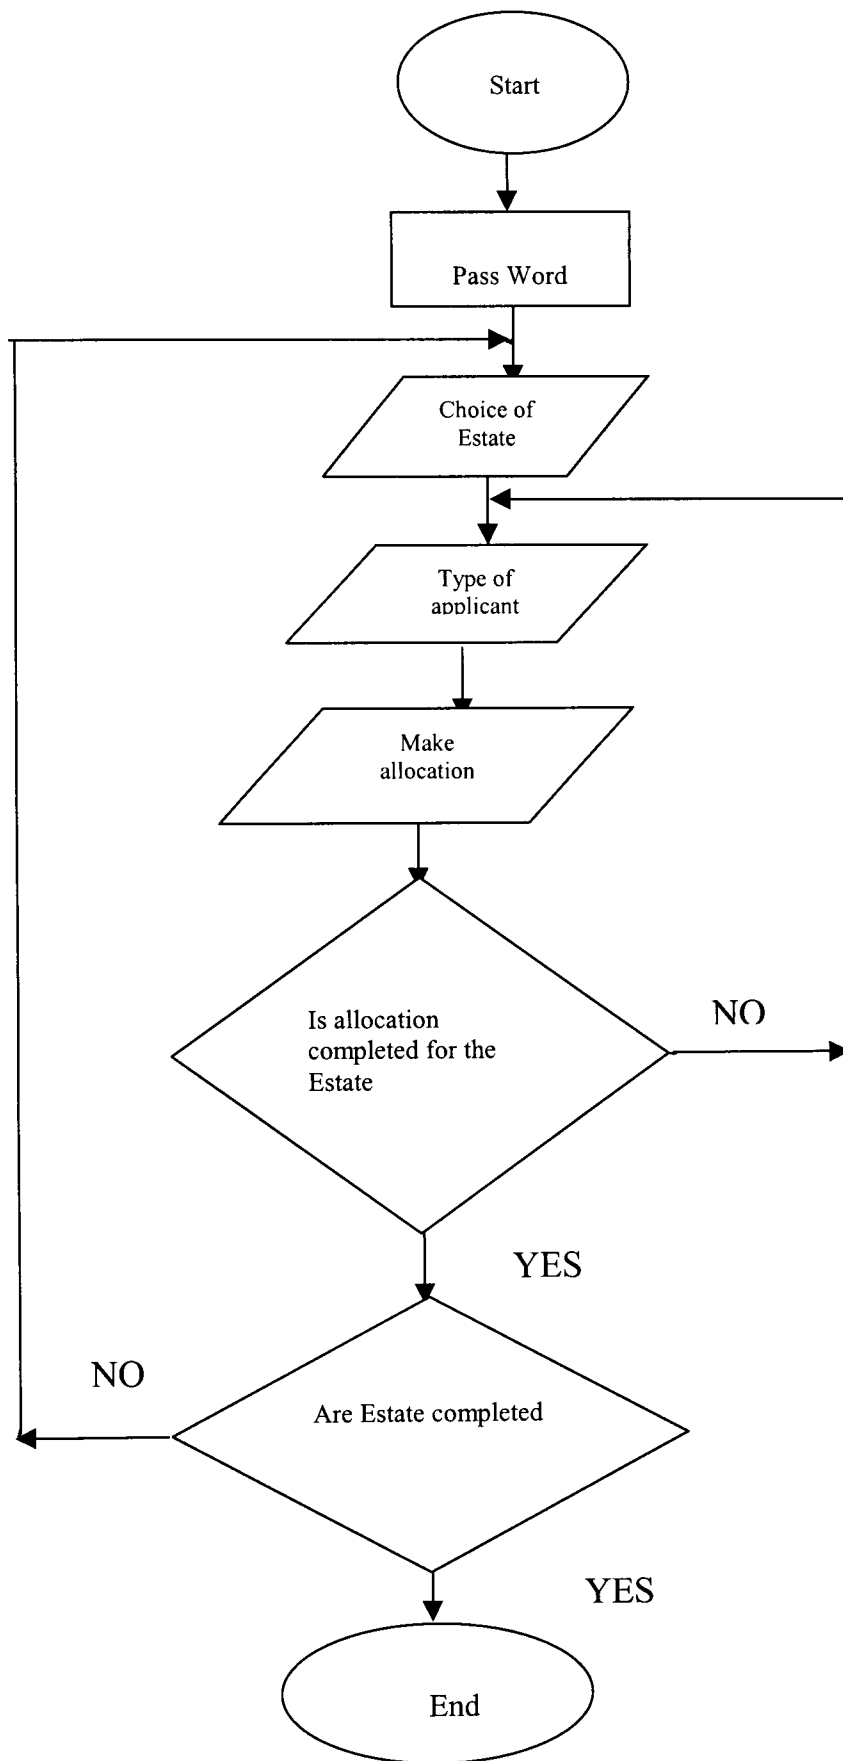 Start
Pass Word
Choice of
Estate
Type of
applicant
Make
allocation
Is allocation
completed for the
Estate
NO
YES
NO
Are Estate completed
YES
End